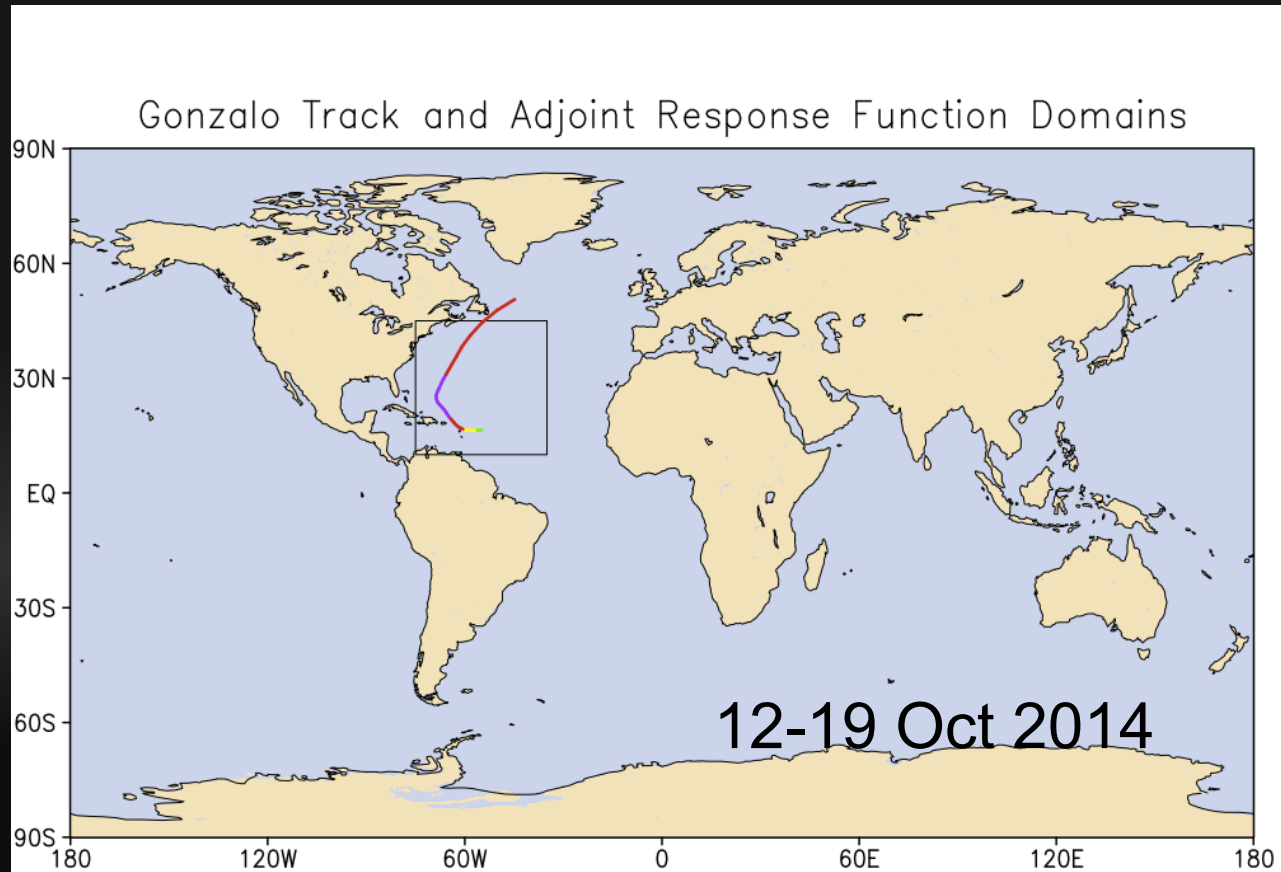 Gonzalo Track and Adjoint Response Function Domains
90N
60N
30N
EQ
30S
60S
90S
12-19 Oct 2014
180 120W 60W 0 60E 120E 180